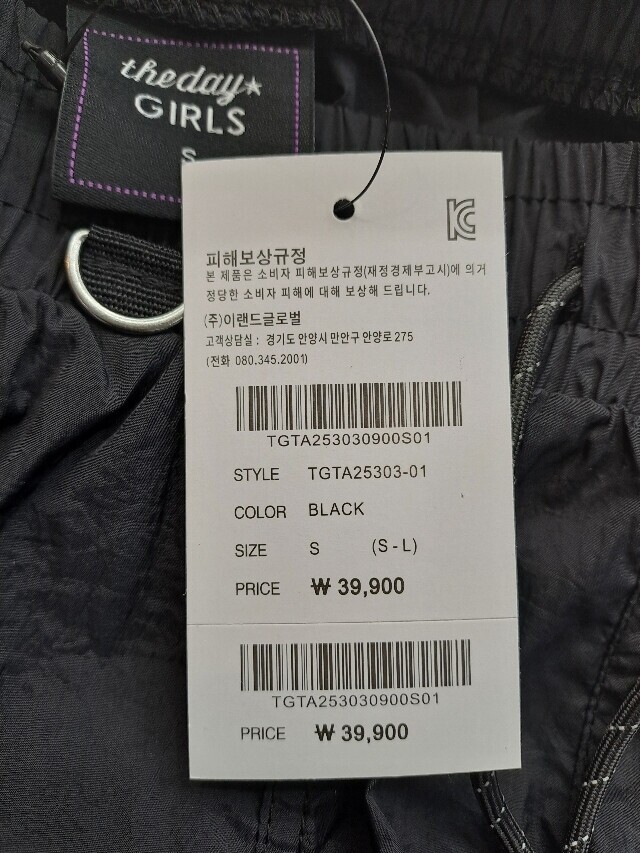 theday
GIRLS
S
피해보상규정
본 제품은 소비자 피해보상규정(재정경제부고시)에 의거
정당한 소비자 피해에 대해 보상해 드립니다.
(주)이랜드글로벌
고객상담실 : 경기도 안양시 만안구 안양로 275
(전화 080.345.2001)
TGTA253030900S01
STYLE TGTA25303-01
COLOR BLACK
SIZE S (S - L)
PRICE ₩ 39,900
TGTA253030900S01
PRICE ₩ 39,900